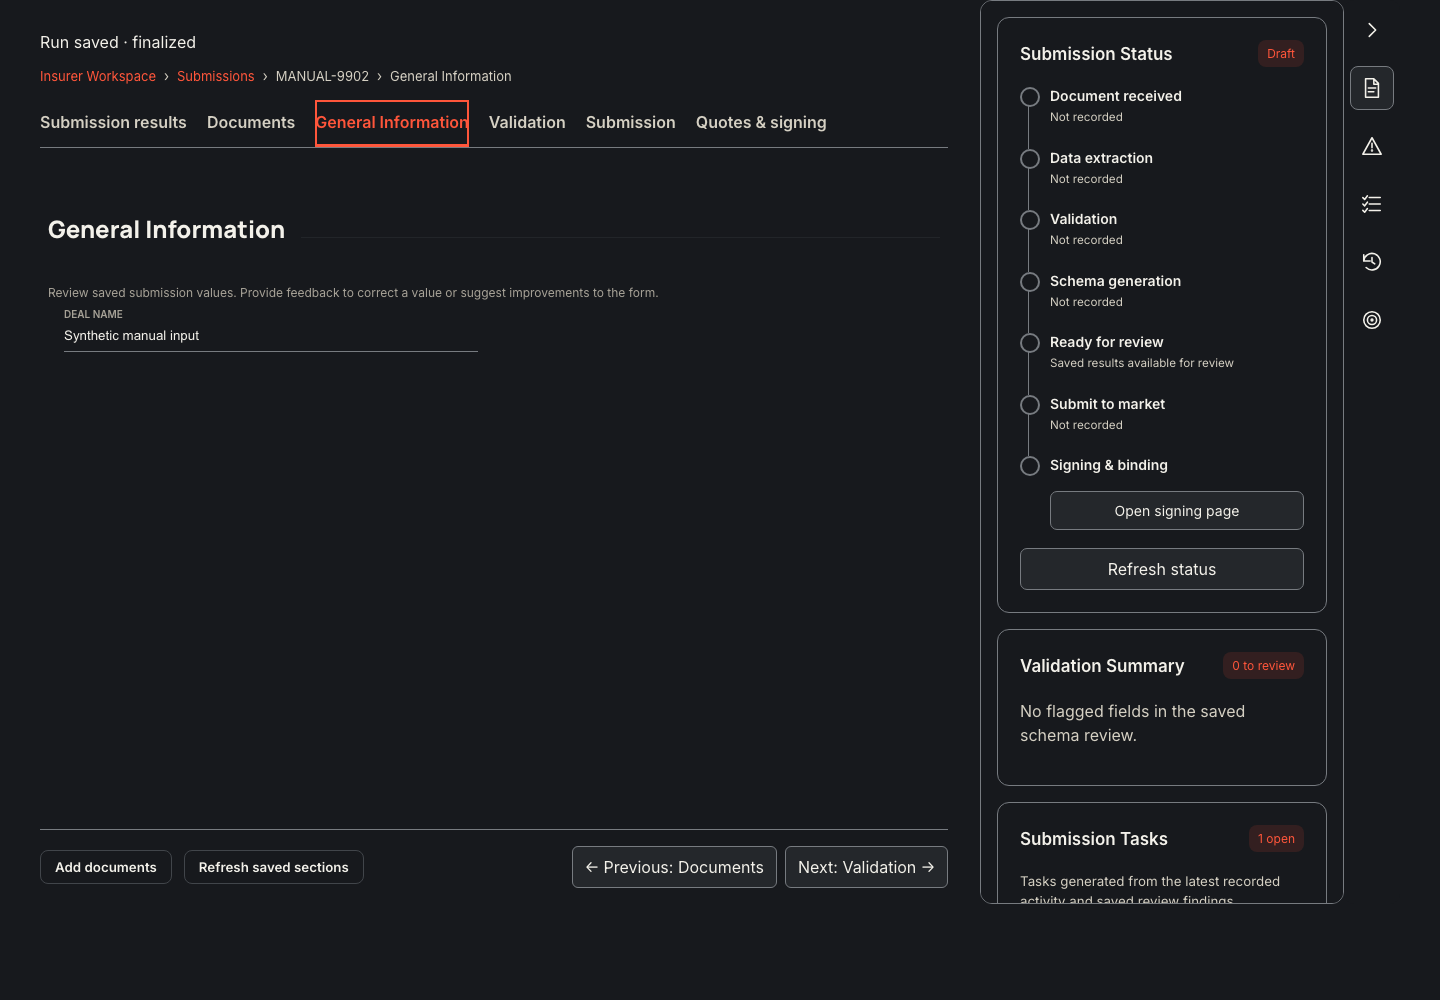 Run saved · finalized
Insurer Workspace › Submissions › MANUAL-9902 › General Information
Submission results Documents General Information Validation Submission Quotes & signing
General Information
Review saved submission values. Provide feedback to correct a value or suggest improvements to the form.
DEAL NAME
Synthetic manual input
Add documents Refresh saved sections ← Previous: Documents Next: Validation →
Submission Status Draft
Document received
Not recorded
Data extraction
Not recorded
Validation
Not recorded
Schema generation
Not recorded
Ready for review
Saved results available for review
Submit to market
Not recorded
Signing & binding
Open signing page
Refresh status
Validation Summary 0 to review
No flagged fields in the saved
schema review.
Submission Tasks 1 open
Tasks generated from the latest recorded
activity and saved review findings